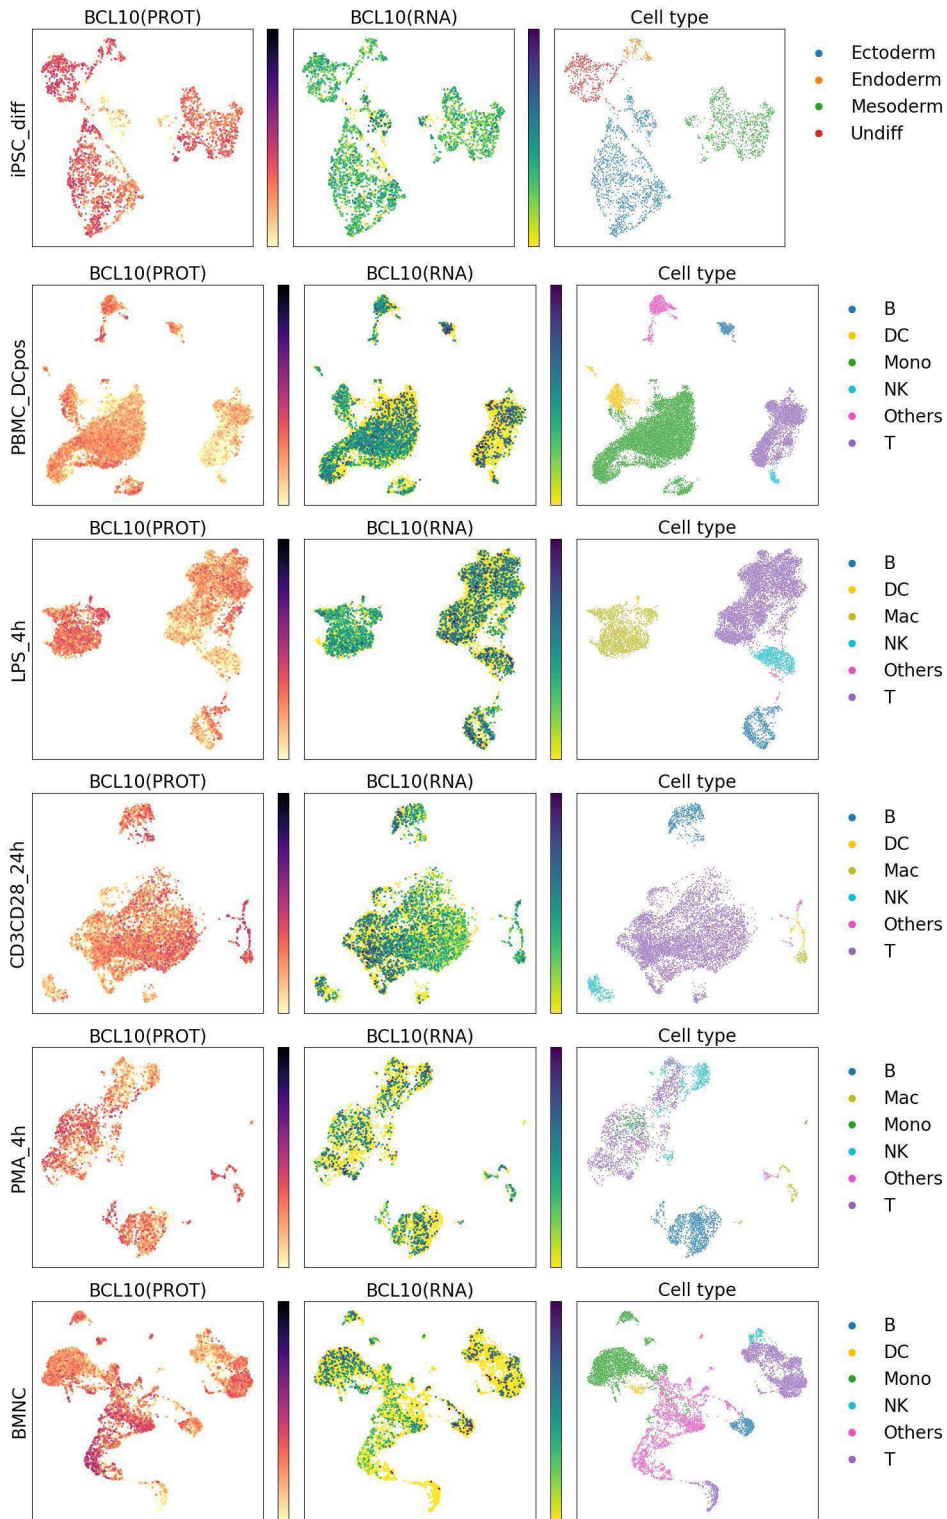 BCL10(PROT) BCL10(RNA) Cell type
iPSC_diff
Ectoderm
Endoderm
Mesoderm
Undiff
BCL10(PROT) BCL10(RNA) Cell type
PBMC_DCpos
B
DC
Mono
NK
Others
T
BCL10(PROT) BCL10(RNA) Cell type
LPS_4h
B
DC
Mac
NK
Others
T
BCL10(PROT) BCL10(RNA) Cell type
CD3CD28_24h
B
DC
Mac
NK
Others
T
BCL10(PROT) BCL10(RNA) Cell type
PMA_4h
B
Mac
Mono
NK
Others
T
BCL10(PROT) BCL10(RNA) Cell type
BMNC
B
DC
Mono
NK
Others
T